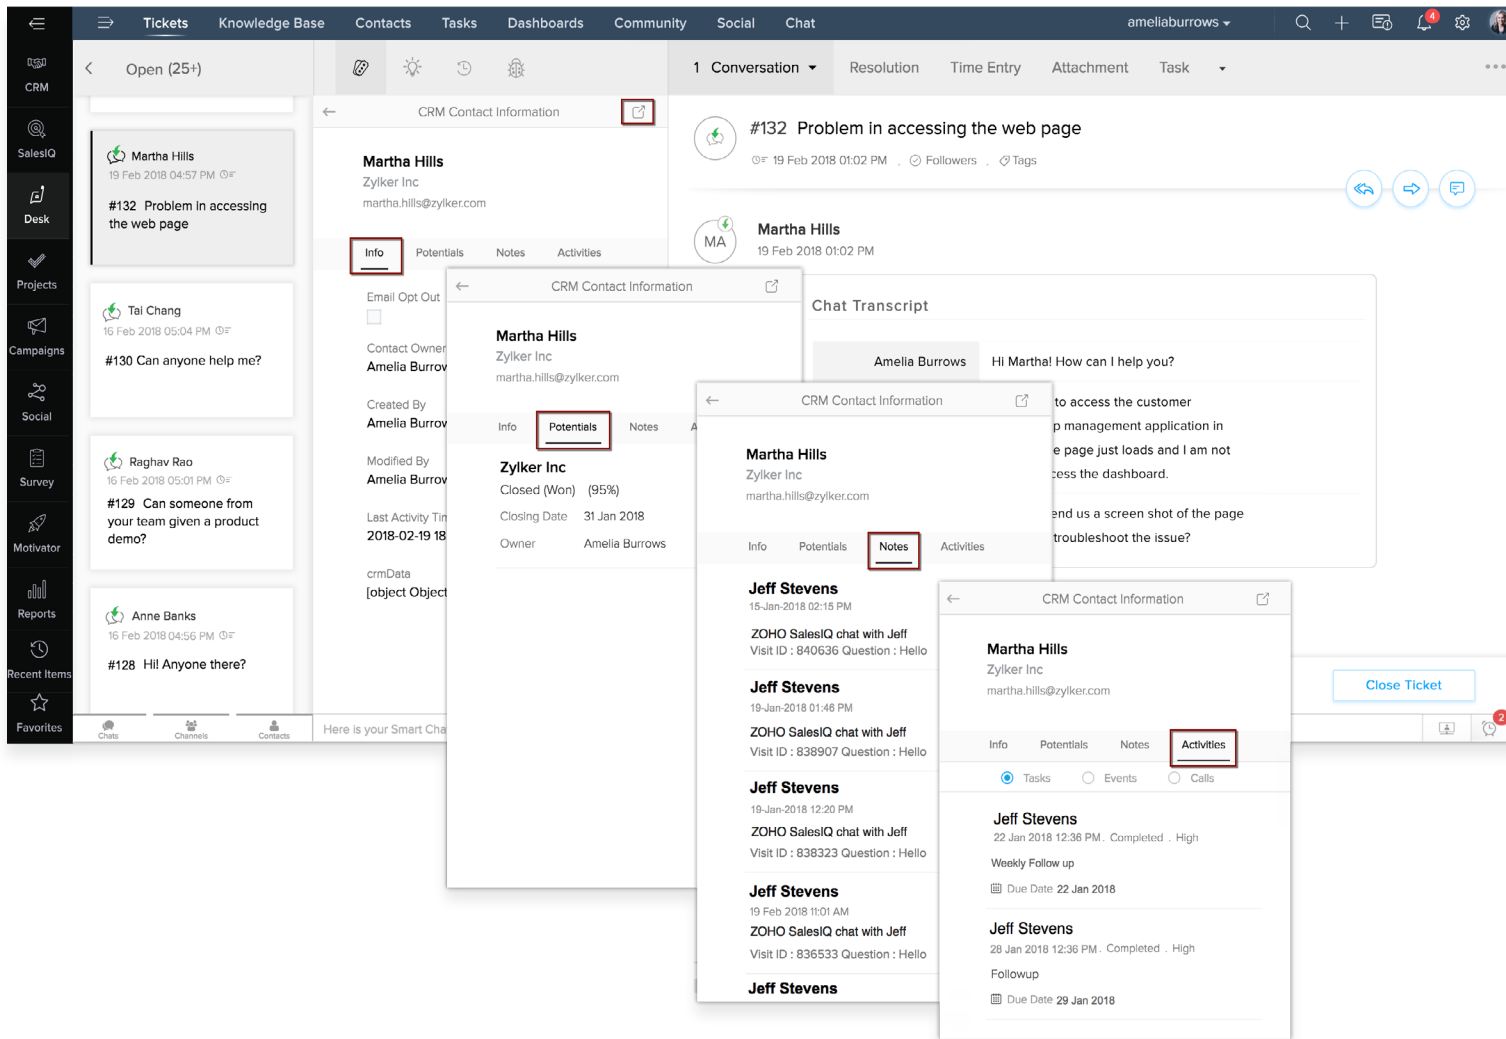 Tickets
Knowledge Base
Contacts
Tasks
Dashboards
Community
Social
Chat
ameliaburrows
4
CRM
SalesIQ
Desk
Projects
Campaigns
Social
Survey
Motivator
Reports
Recent Items
Favorites
Open (25+)
Martha Hills
19 Feb 2018 04:57 PM
#132 Problem in accessing
the web page
Tai Chang
16 Feb 2018 05:04 PM
#130 Can anyone help me?
Raghav Rao
16 Feb 2018 05:01 PM
#129 Can someone from
your team given a product
demo?
Anne Banks
16 Feb 2018 04:56 PM
#128 Hi! Anyone there?
Chats
Channels
Contacts
Here is your Smart Cha
CRM Contact Information
Martha Hills
Zylker Inc
martha.hills@zylker.com
Info
Potentials
Notes
Activities
Email Opt Out
Contact Owner
Amelia Burrow
Created By
Amelia Burrow
Modified By
Amelia Burrow
Last Activity Tim
2018-02-19 18
crmData
[object Object
CRM Contact Information
Martha Hills
Zylker Inc
martha.hills@zylker.com
Info
Potentials
Notes
A
Zylker Inc
Closed (Won) (95%)
Closing Date 31 Jan 2018
Owner Amelia Burrows
1 Conversation
Resolution
Time Entry
Attachment
Task
#132 Problem in accessing the web page
19 Feb 2018 01:02 PM . Followers . Tags
MA
Martha Hills
19 Feb 2018 01:02 PM
Chat Transcript
Amelia Burrows
Hi Martha! How can I help you?
to access the customer
p management application in
e page just loads and I am not
cess the dashboard.
end us a screen shot of the page
troubleshoot the issue?
Close Ticket
2
CRM Contact Information
Martha Hills
Zylker Inc
martha.hills@zylker.com
Info
Potentials
Notes
Activities
Jeff Stevens
15-Jan-2018 02:15 PM
ZOHO SalesIQ chat with Jeff
Visit ID : 840636 Question : Hello
Jeff Stevens
19-Jan-2018 01:46 PM
ZOHO SalesIQ chat with Jeff
Visit ID : 838907 Question : Hello
Jeff Stevens
19-Jan-2018 12:20 PM
ZOHO SalesIQ chat with Jeff
Visit ID : 838323 Question : Hello
Jeff Stevens
19 Feb 2018 11:01 AM
ZOHO SalesIQ chat with Jeff
Visit ID : 836533 Question : Hello
Jeff Stevens
CRM Contact Information
Martha Hills
Zylker Inc
martha.hills@zylker.com
Info
Potentials
Notes
Activities
Tasks
Events
Calls
Jeff Stevens
22 Jan 2018 12:36 PM . Completed . High
Weekly Follow up
Due Date 22 Jan 2018
Jeff Stevens
28 Jan 2018 12:36 PM . Completed . High
Followup
Due Date 29 Jan 2018